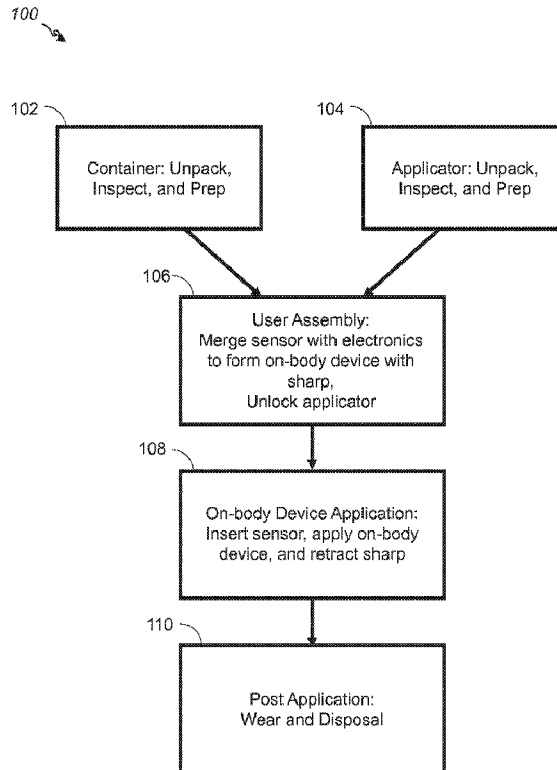 100
102
104
Container: Unpack,
Inspect, and Prep
Applicator: Unpack,
Inspect, and Prep
106
User Assembly:
Merge sensor with electronics
to form on-body device with
sharp,
Unlock applicator
108
On-body Device Application:
Insert sensor, apply on-body
device, and retract sharp
110
Post Application:
Wear and Disposal